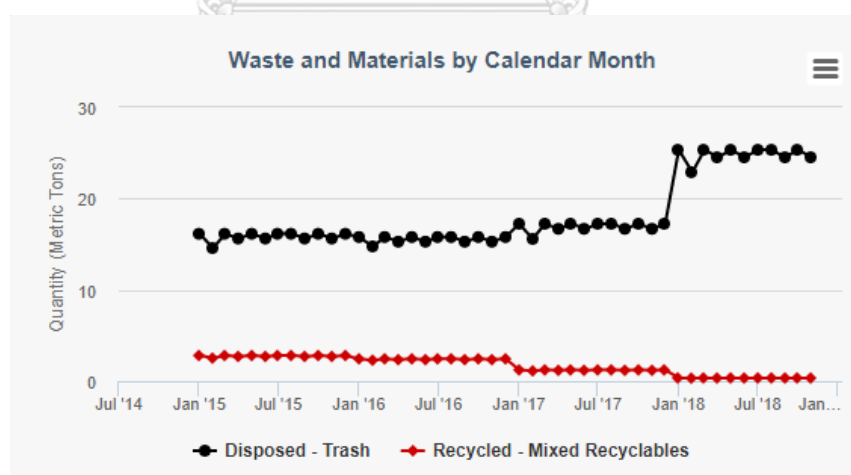 Waste and Materials by Calendar Month
Quantity (Metric Tons)
30
20
10
0
Jul '14 Jan '15 Jul '15 Jan '16 Jul '16 Jan '17 Jul '17 Jan '18 Jul '18 Jan...
Disposed - Trash Recycled - Mixed Recyclables